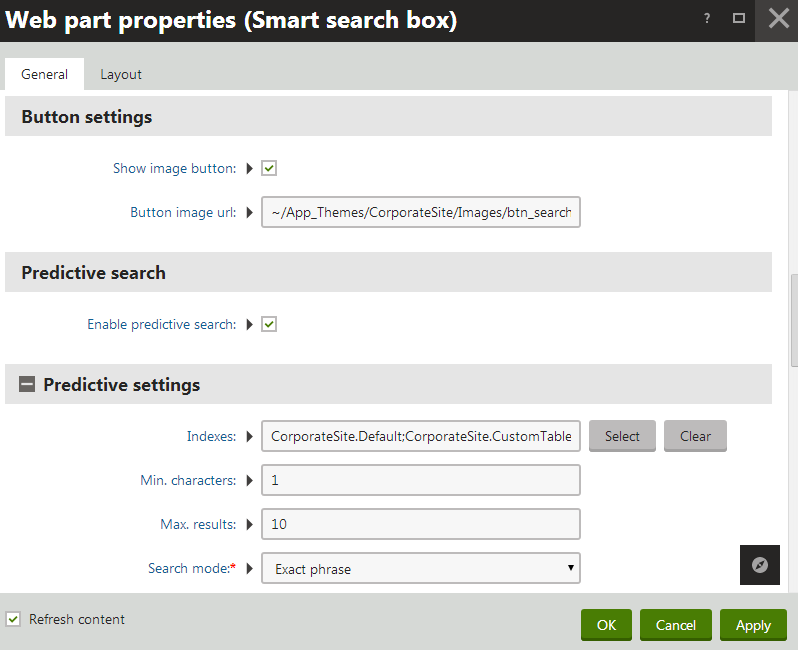 Web part properties (Smart search box)
?
General Layout
Button settings
Show image button:
Button image url: ~/App_Themes/CorporateSite/Images/btn_search
Predictive search
Enable predictive search:
Predictive settings
Indexes: CorporateSite.Default;CorporateSite.CustomTable Select Clear
Min. characters: 1
Max. results: 10
Search mode:* Exact phrase
Refresh content
OK Cancel Apply